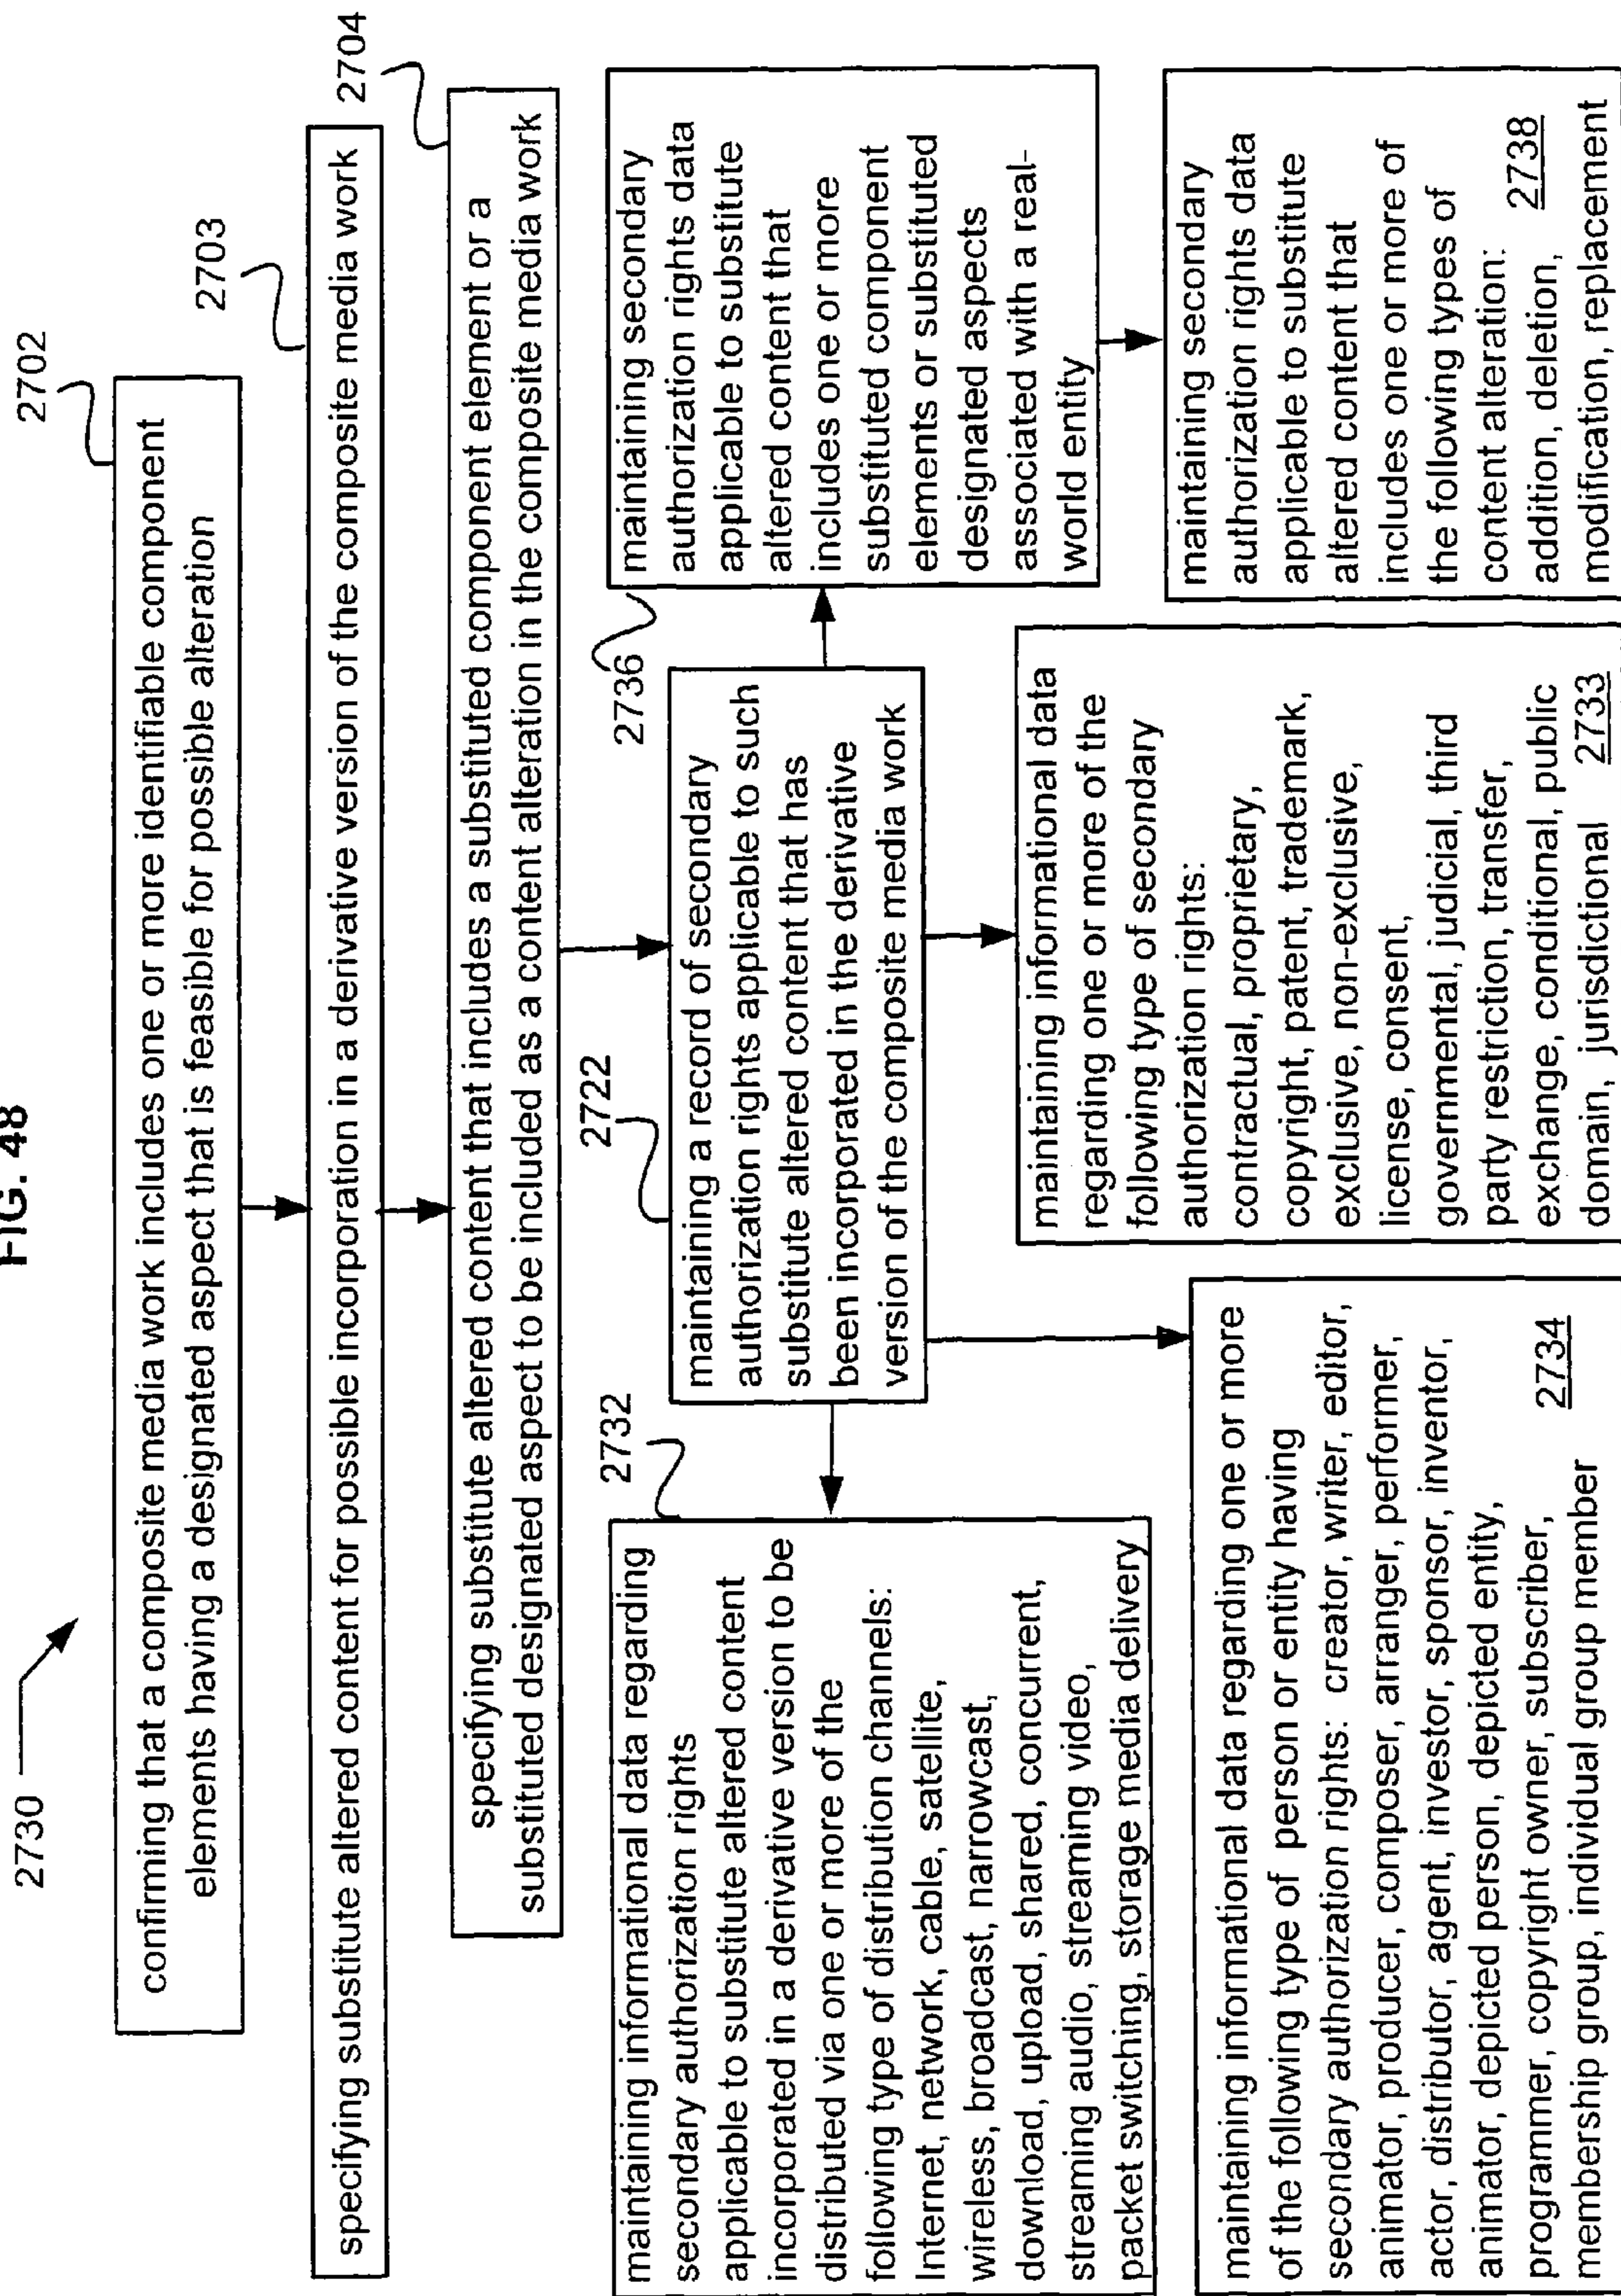 FIG. 48
2730
2702
confirming that a composite media work includes one or more identifiable component
elements having a designated aspect that is feasible for possible alteration
2703
specifying substitute altered content for possible incorporation in a derivative version of the composite media work
2704
specifying substitute altered content that includes a substituted component element or a
substituted designated aspect to be included as a content alteration in the composite media work
2732
maintaining informational data regarding
secondary authorization rights
applicable to substitute altered content
incorporated in a derivative version to be
distributed via one or more of the
following type of distribution channels:
Internet, network, cable, satellite,
wireless, broadcast, narrowcast,
download, upload, shared, concurrent,
streaming audio, streaming video,
packet switching, storage media delivery
2722
maintaining a record of secondary
authorization rights applicable to such
substitute altered content that has
been incorporated in the derivative
version of the composite media work
2736
maintaining secondary
authorization rights data
applicable to substitute
altered content that
includes one or more
substituted component
elements or substituted
designated aspects
associated with a real-
world entity
maintaining informational data regarding one or more
of the following type of person or entity having
secondary authorization rights: creator, writer, editor,
animator, producer, composer, arranger, performer,
actor, distributor, agent, investor, sponsor, inventor,
animator, depicted person, depicted entity,
programmer, copyright owner, subscriber,
membership group, individual group member
2734
maintaining informational data
regarding one or more of the
following type of secondary
authorization rights:
contractual, proprietary,
copyright, patent, trademark,
exclusive, non-exclusive,
license, consent,
governmental, judicial, third
party restriction, transfer,
exchange, conditional, public
domain, jurisdictional 2733
maintaining secondary
authorization rights data
applicable to substitute
altered content that
includes one or more of
the following types of
content alteration:
addition, deletion, 2738
modification, replacement